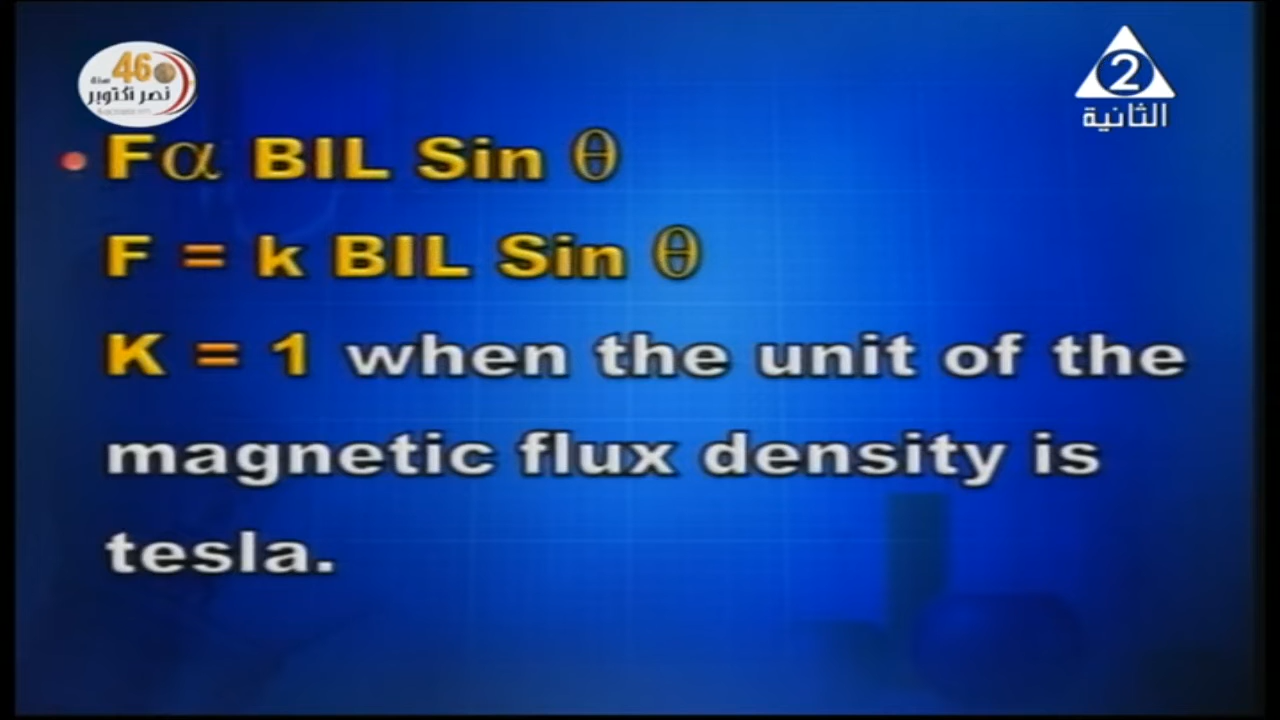 46
سنة
نصر أكتوبر
2
الثانية
• Fα BIL Sin θ
F = k BIL Sin θ
K = 1 when the unit of the
magnetic flux density is
tesla.